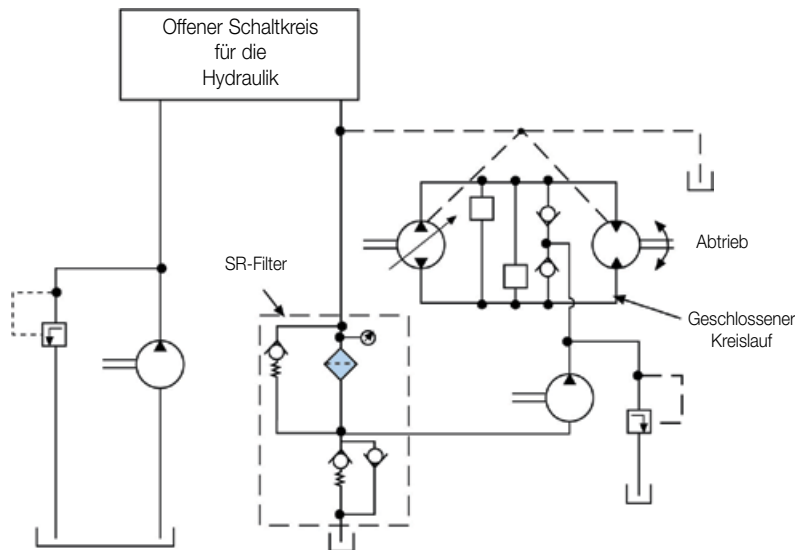 Offener Schaltkreis
für die
Hydraulik
SR-Filter
Abtrieb
Geschlossener
Kreislauf